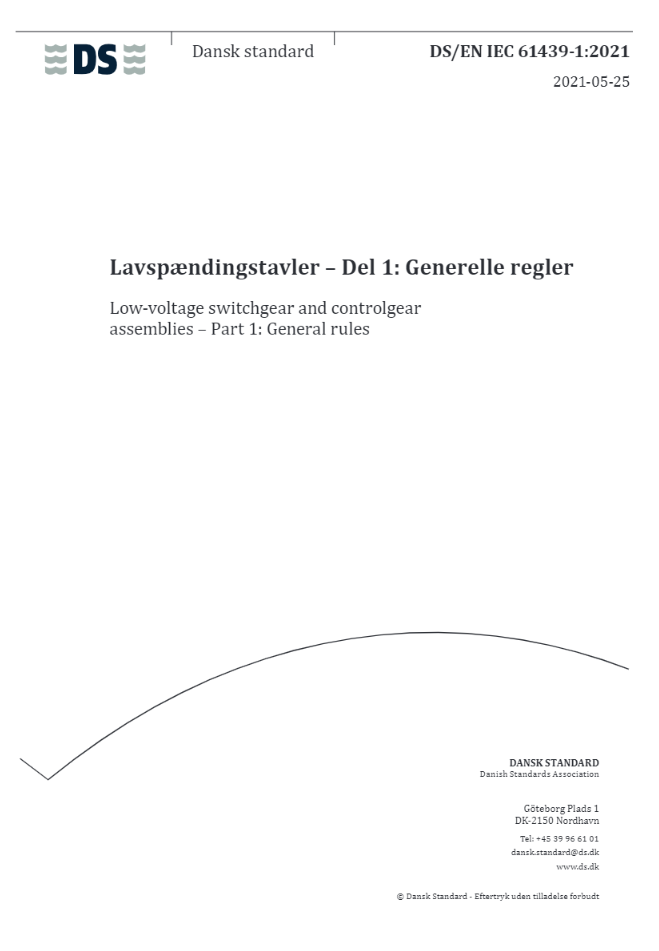 DS
Dansk standard
DS/EN IEC 61439-1:2021
2021-05-25
Lavspændingstavler – Del 1: Generelle regler
Low-voltage switchgear and controlgear
assemblies – Part 1: General rules
DANSK STANDARD
Danish Standards Association
Göteborg Plads 1
DK-2150 Nordhavn
Tel: +45 39 96 61 01
dansk.standard@ds.dk
www.ds.dk
© Dansk Standard - Eftertryk uden tilladelse forbudt